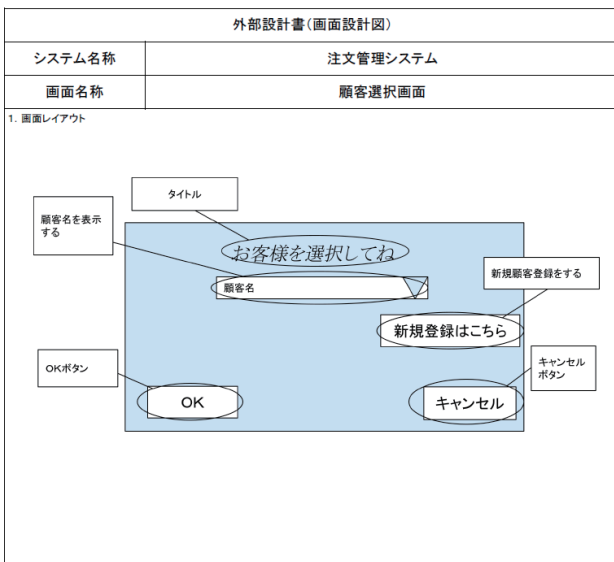 外部設計書(画面設計図)
システム名称
注文管理システム
画面名称
顧客選択画面
1. 画面レイアウト
タイトル
顧客名を表示
する
お客様を選択してね
新規顧客登録をする
顧客名
新規登録はこちら
OKボタン
キャンセル
ボタン
OK
キャンセル